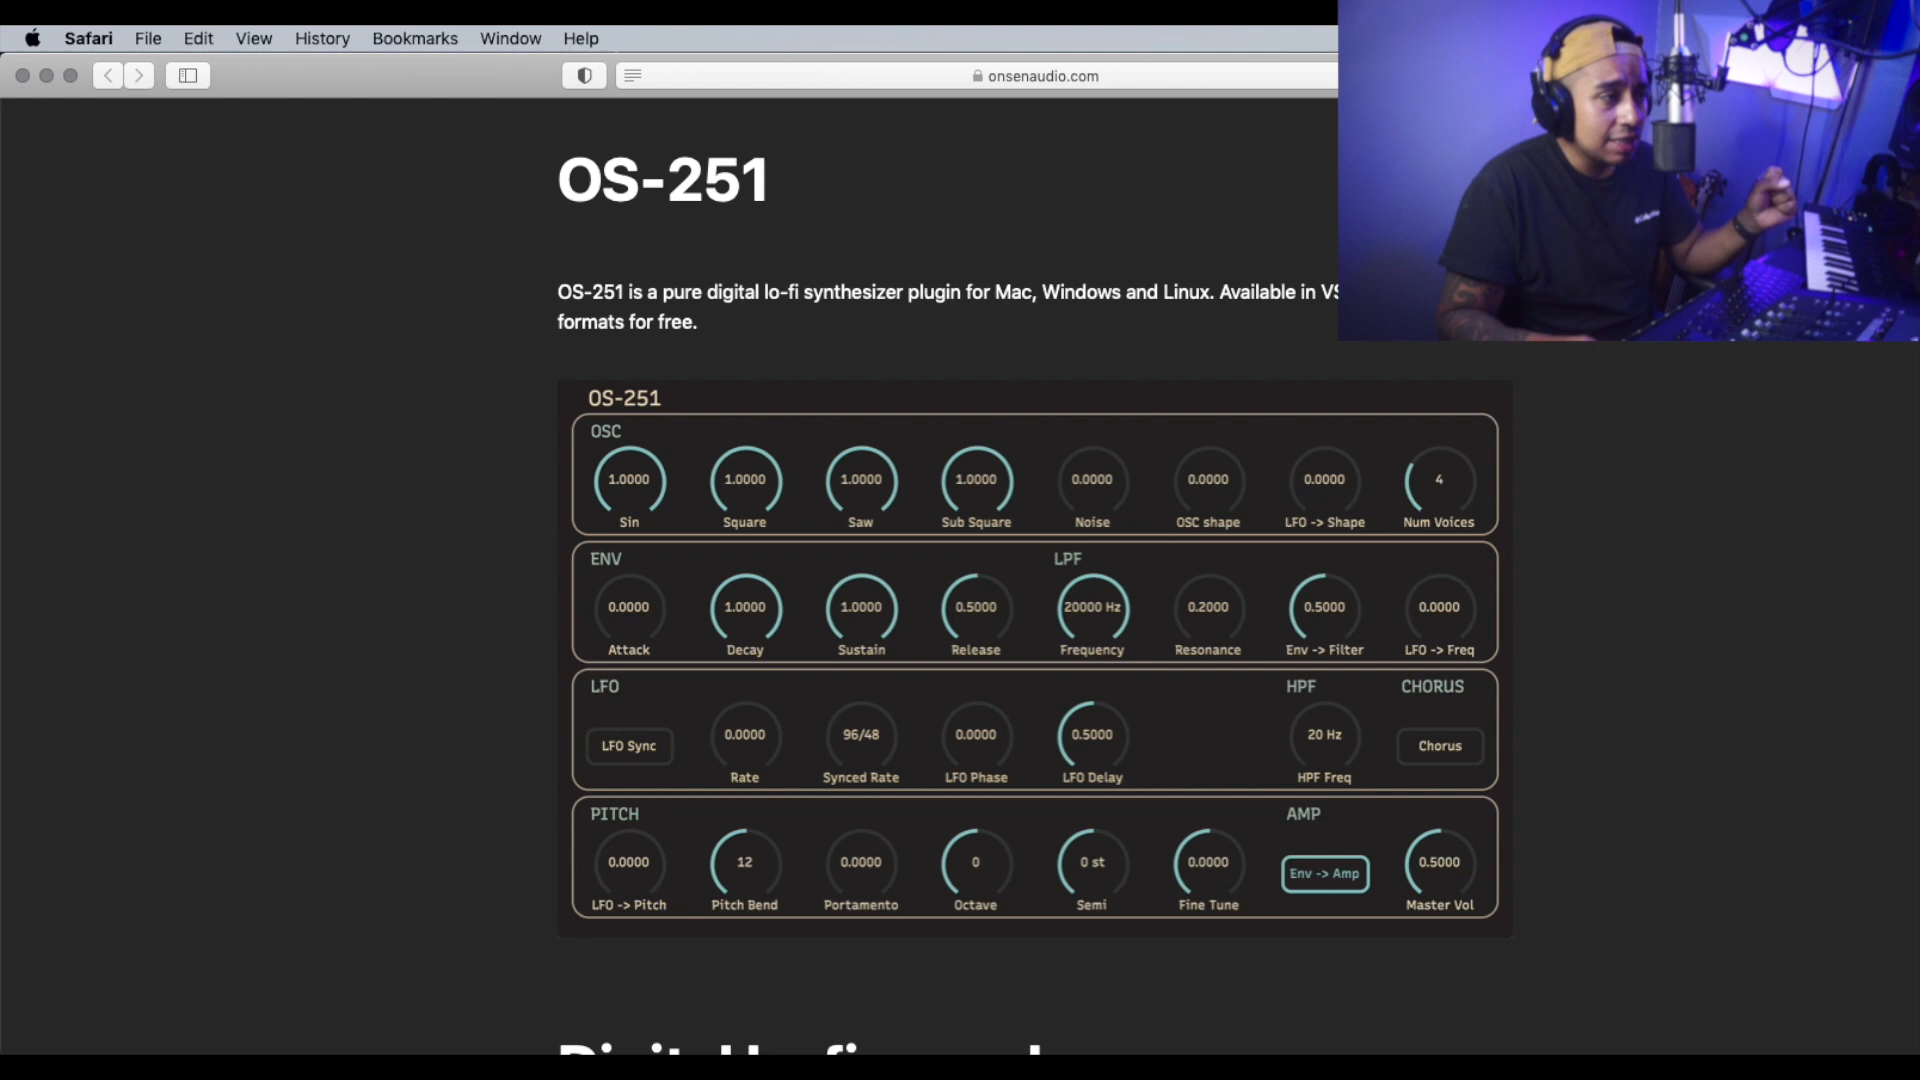 Safari File Edit View History Bookmarks Window Help
onsenaudio.com
OS-251
OS-251 is a pure digital lo-fi synthesizer plugin for Mac, Windows and Linux. Available in
formats for free.
OS-251
OSC
1.0000 1.0000 1.0000 1.0000 0.0000 0.0000 0.0000 4
Sin Square Saw Sub Square Noise OSC shape LFO -> Shape Num Voices
ENV LPF
0.0000 1.0000 1.0000 0.5000 20000 Hz 0.2000 0.5000 0.0000
Attack Decay Sustain Release Frequency Resonance Env -> Filter LFO -> Freq
LFO HPF CHORUS
LFO Sync 0.0000 96/48 0.0000 0.5000 20 Hz Chorus
Rate Synced Rate LFO Phase LFO Delay HPF Freq
PITCH AMP
0.0000 12 0.0000 0 0 st 0.0000 Env -> Amp 0.5000
LFO -> Pitch Pitch Bend Portamento Octave Semi Fine Tune Master Vol